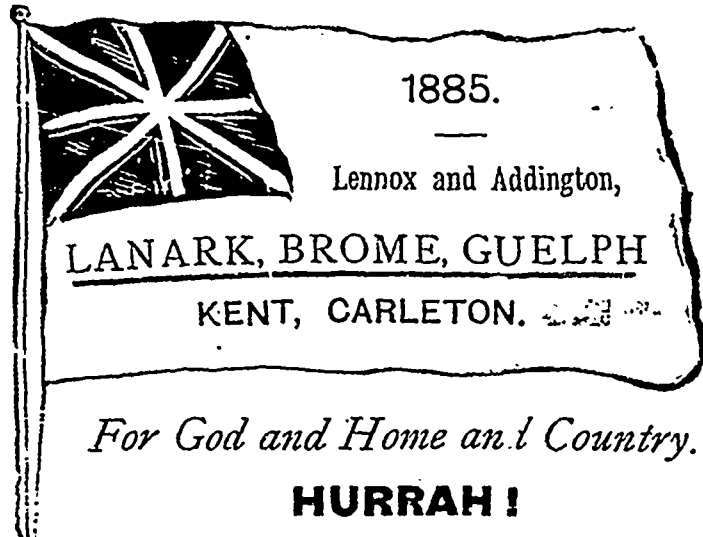 1885.
Lennox and Addington,
LANARK, BROME, GUELPH
KENT, CARLETON.
For God and Home and Country.
HURRAH!